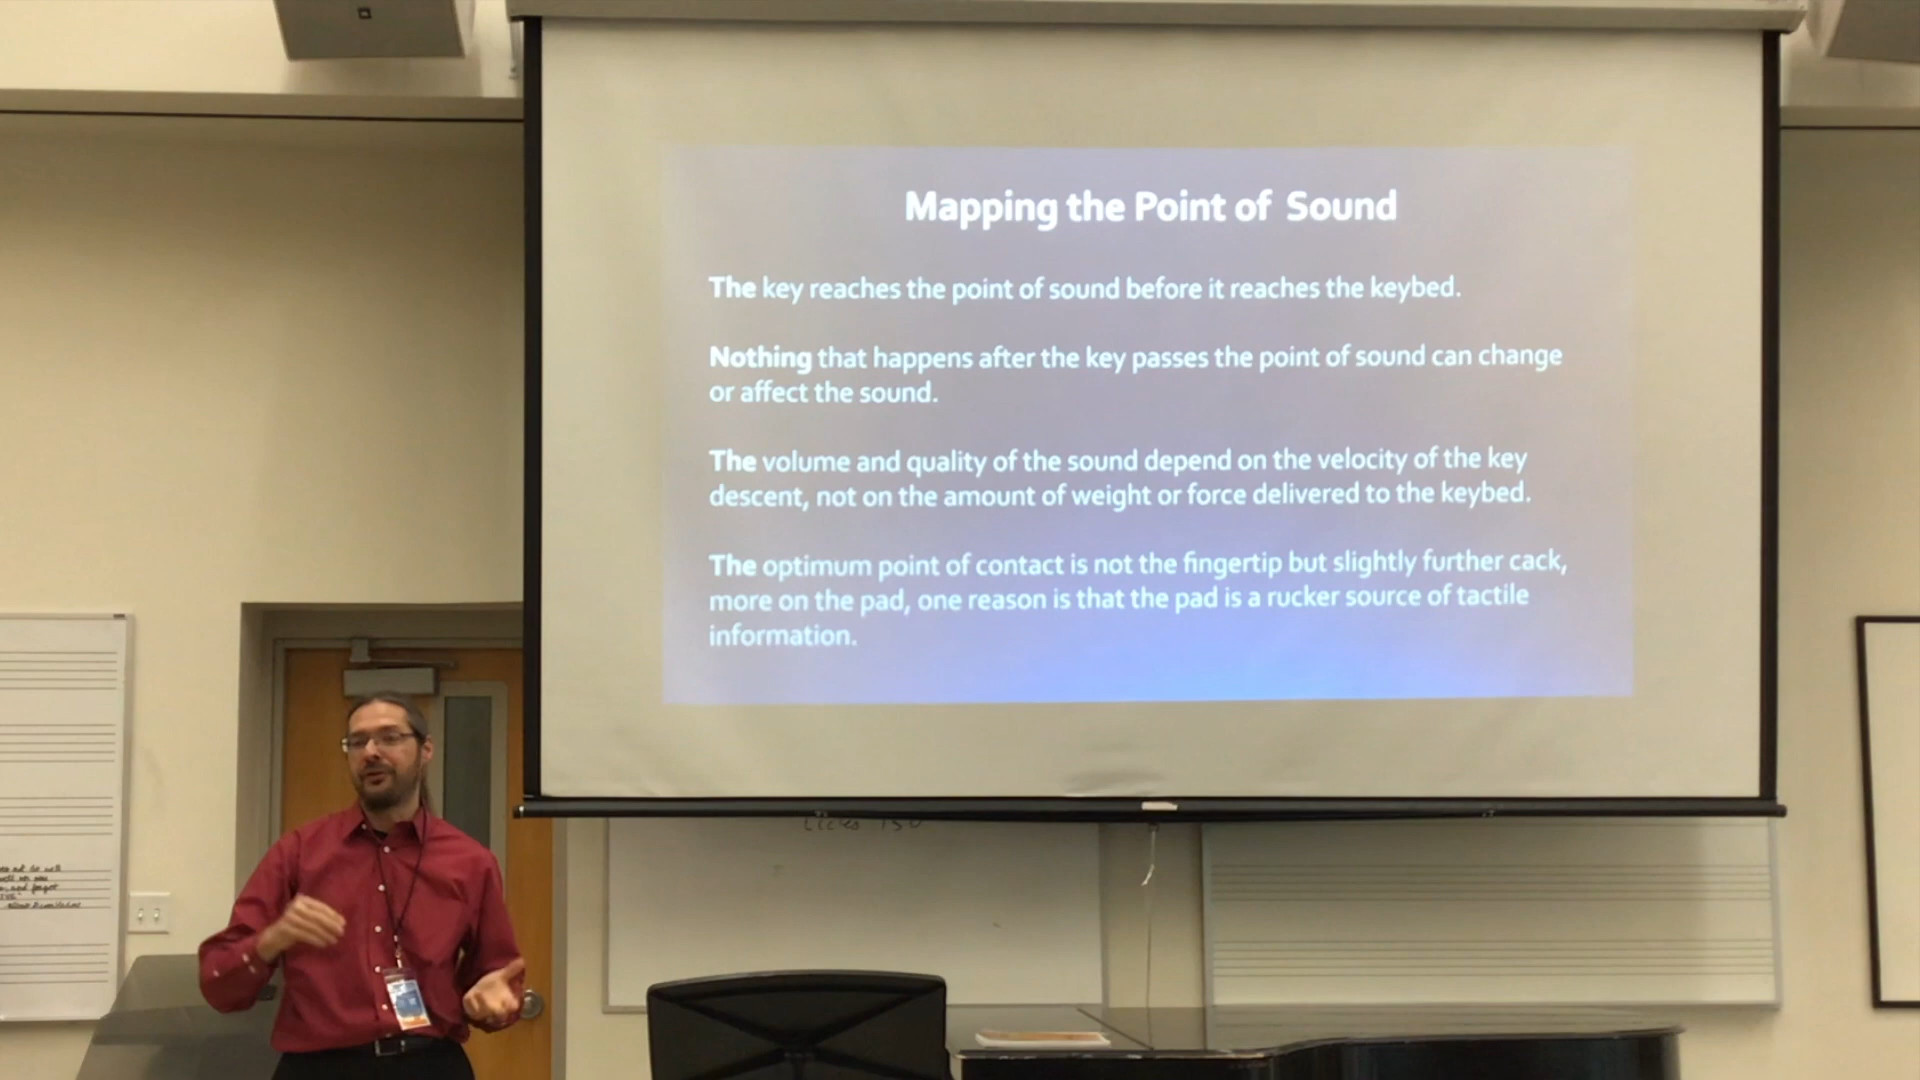 Mapping the Point of Sound
The key reaches the point of sound before it reaches the keybed.
Nothing that happens after the key passes the point of sound can change
or affect the sound.
The volume and quality of the sound depend on the velocity of the key
descent, not on the amount of weight or force delivered to the keybed.
The optimum point of contact is not the fingertip but slightly further cack,
more on the pad, one reason is that the pad is a rucker source of tactile
information.